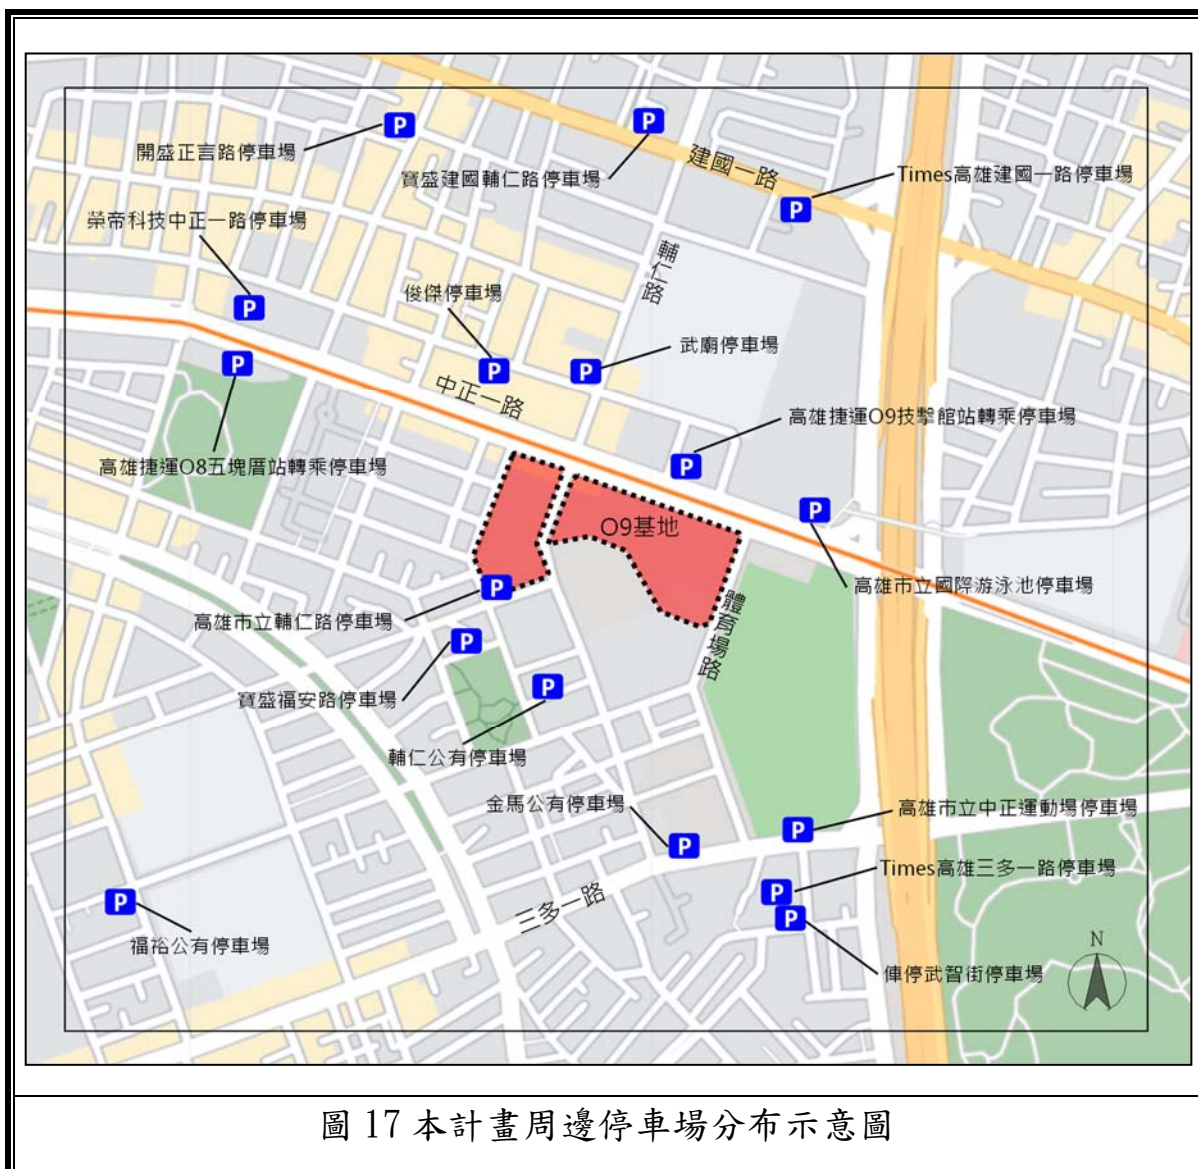 P
P
開盛正言路停車場
寶盛建國輔仁路停車場
建國一路
Times高雄建國一路停車場
P
榮帝科技中正一路停車場
輔仁路
P
俊傑停車場
武廟停車場
P
P
P
中正一路
高雄捷運O9技擊館站轉乘停車場
高雄捷運O8五塊厝站轉乘停車場
P
P
O9基地
高雄市立國際游泳池停車場
P
高雄市立輔仁路停車場
體育場路
P
寶盛福安路停車場
P
輔仁公有停車場
金馬公有停車場
高雄市立中正運動場停車場
P
P
Times高雄三多一路停車場
P
三多一路
P
P
福裕公有停車場
N
俥停武智街停車場
圖 17 本計畫周邊停車場分布示意圖